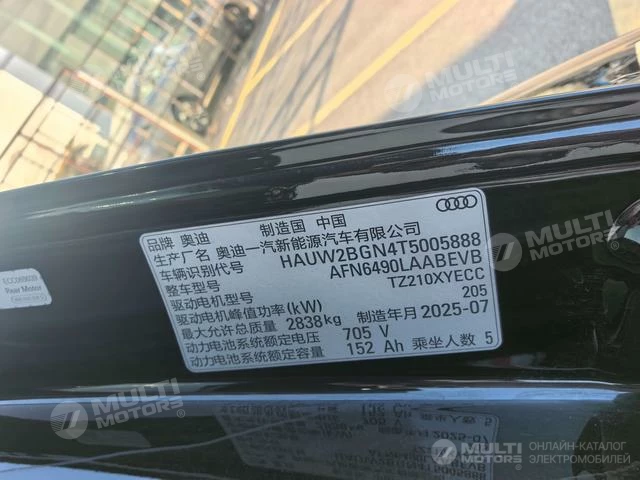 品牌 奥迪 制造国 中国
生产厂名 奥迪一汽新能源汽车有限公司
车辆识别代号 HAUW2BGN4T5005888
整车型号 AFN6490LAABEVB
驱动电机型号 TZ210XYECC
驱动电机峰值功率(kW) 205
最大允许总质量 2838kg 制造年月 2025-07
动力电池系统额定电压 705 V
动力电池系统额定容量 152 Ah 乘坐人数 5
Rear Motor
MULTI MOTORS
MULTI MOTORS
MULTI MOTORS
MULTI MOTORS
MULTI MOTORS
ОНЛАЙН-КАТАЛОГ
ЭЛЕКТРОМОБИЛЕЙ